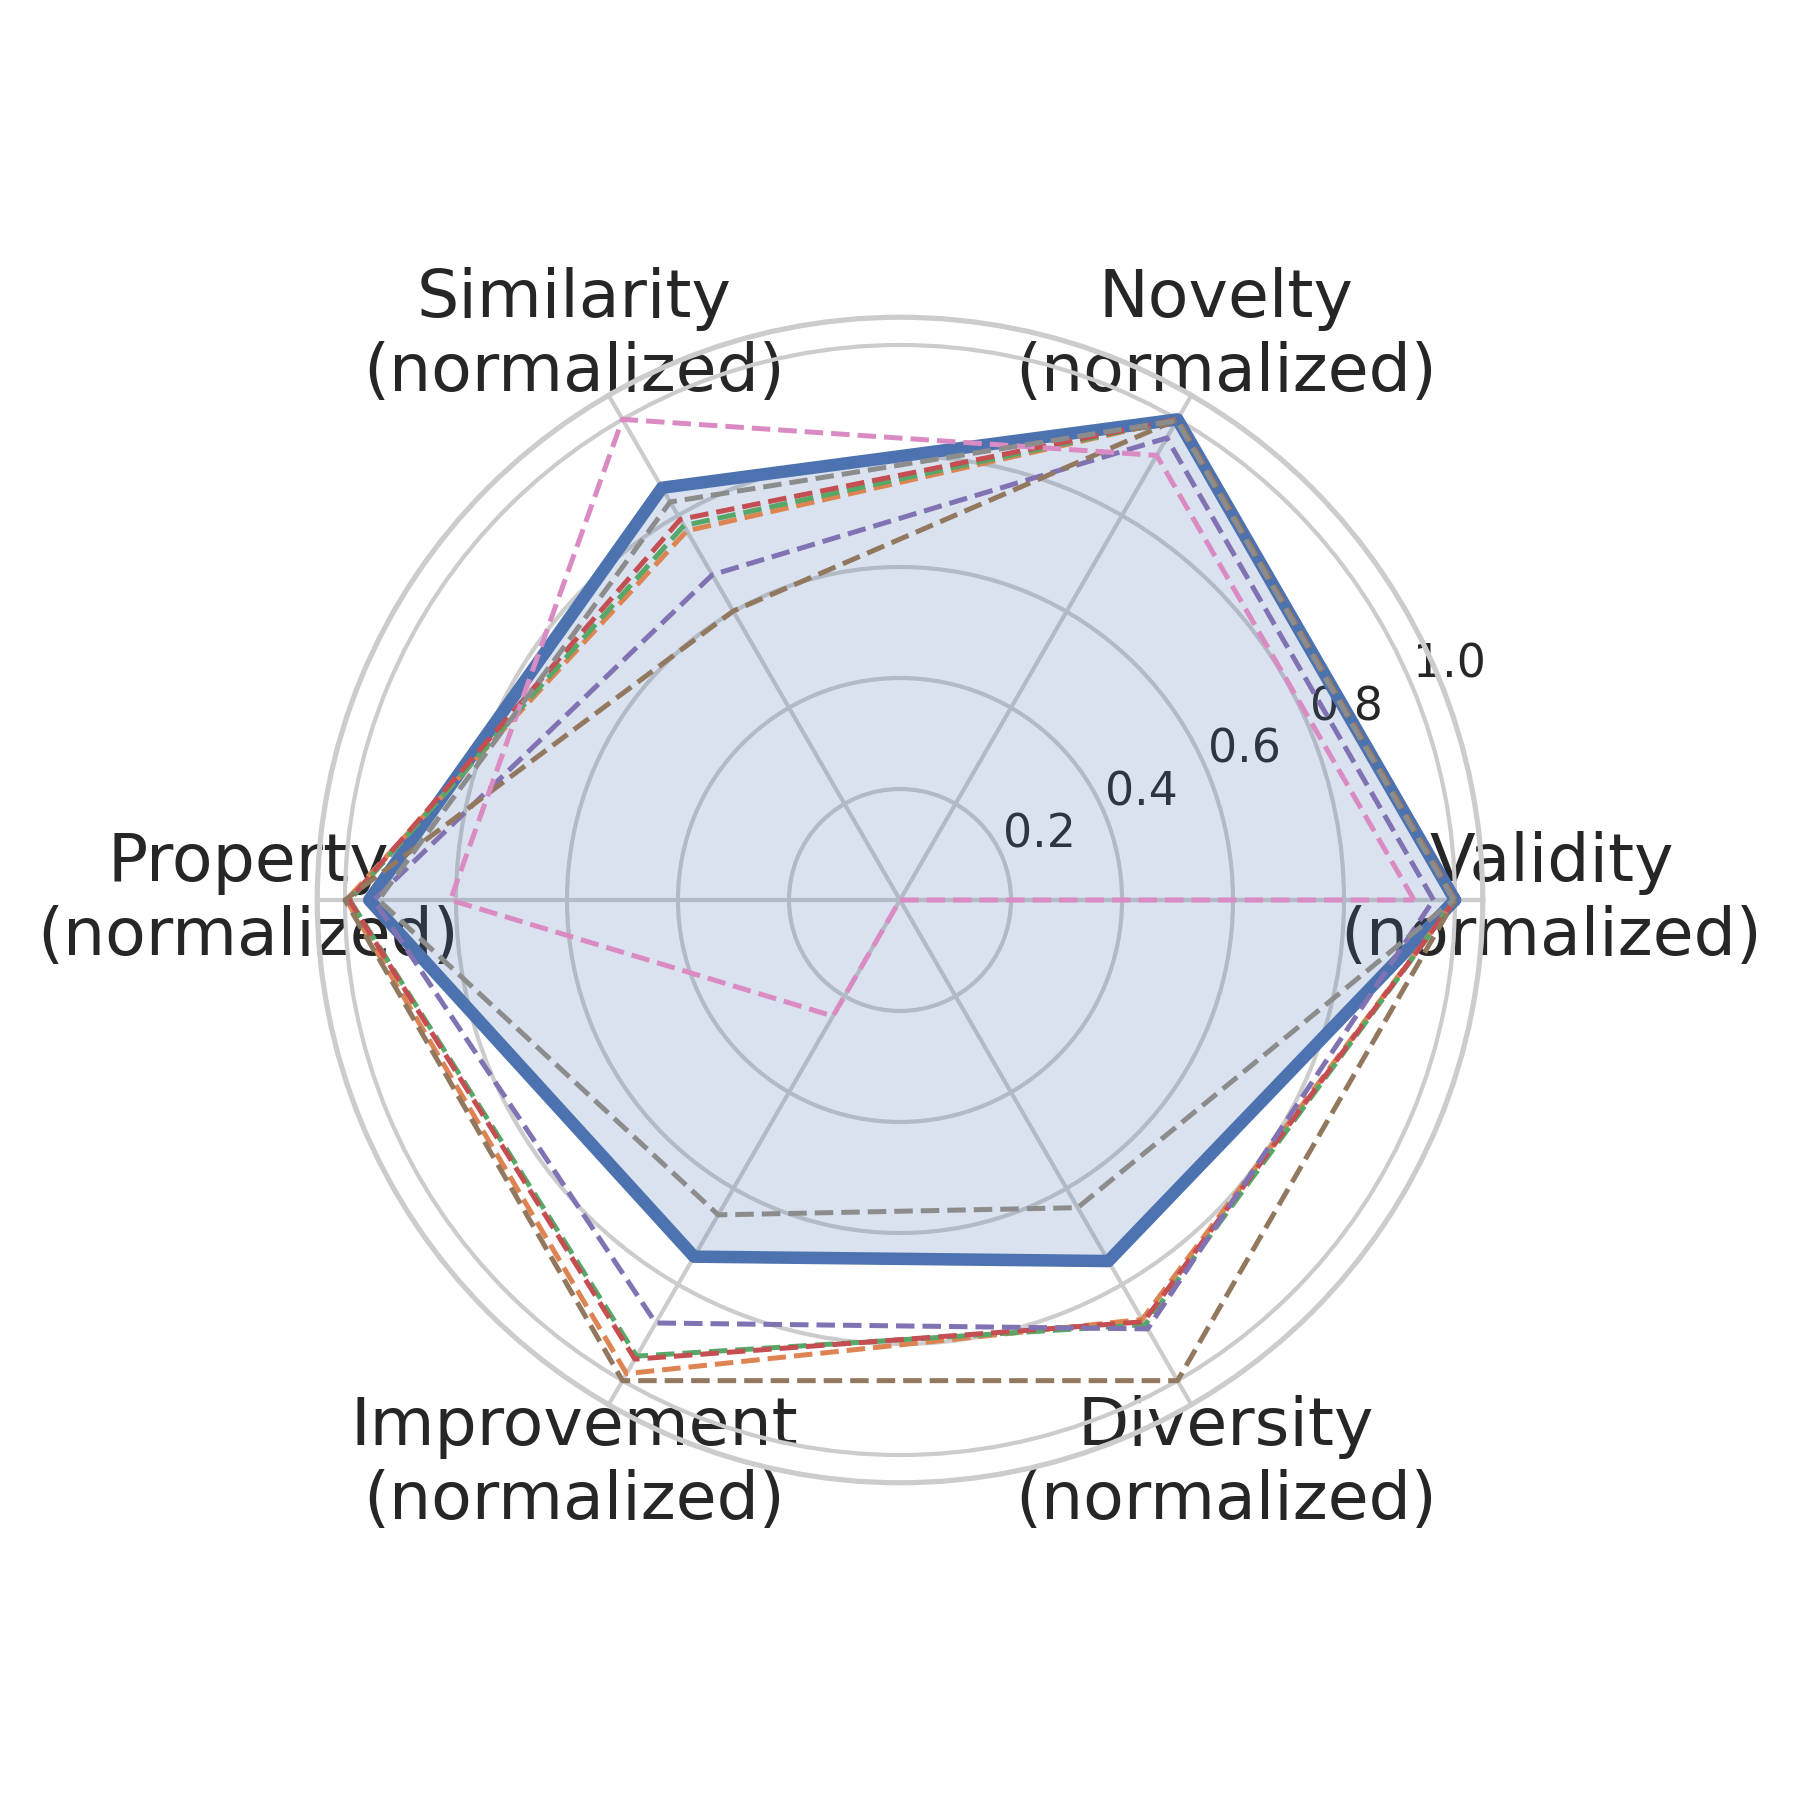 Similarity
(normalized)
Novelty
(normalized)
1.0
0.8
0.6
0.4
0.2
Property
(normalized)
Validity
(normalized)
Improvement
(normalized)
Diversity
(normalized)